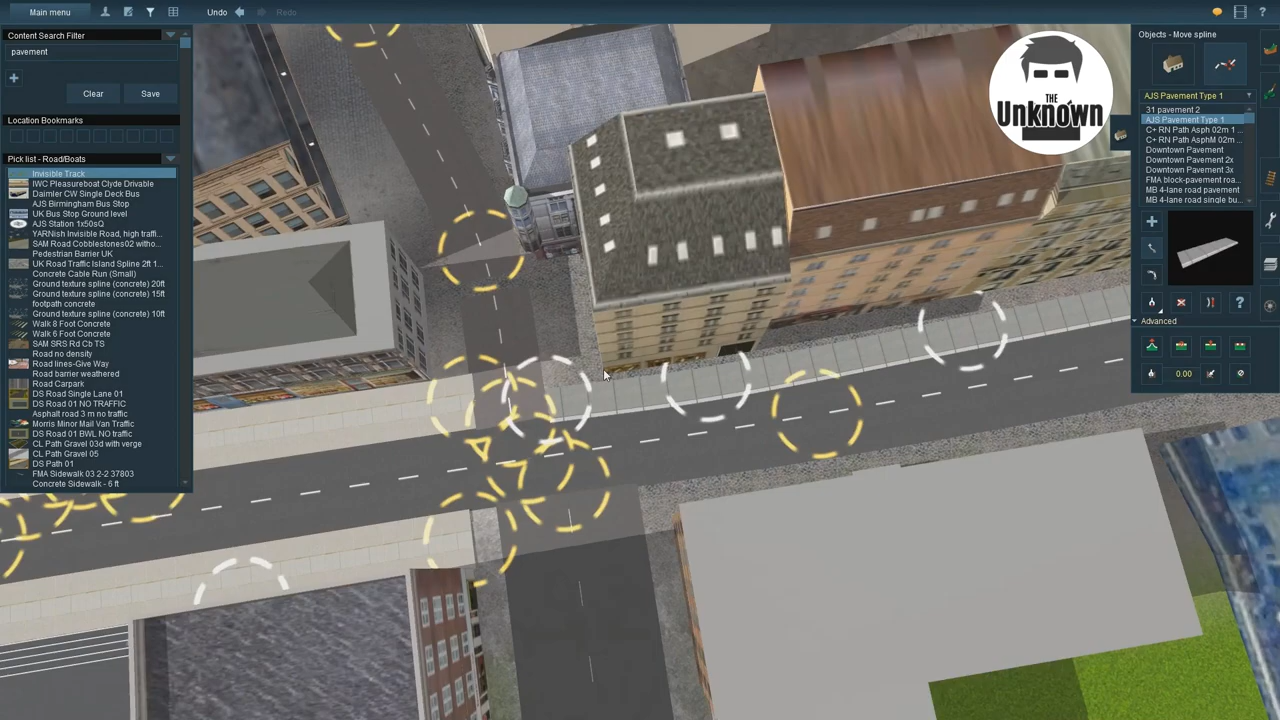 Main menu
Undo
Redo
?
Content Search Filter
pavement
Clear
Save
Location Bookmarks
Pick list - Road/Boats
Invisible Track
IWC Pleasureboat Clyde Drivable
Daimler CW Single Deck Bus
AJS Birmingham Bus Stop
UK Bus Stop Ground level
AJS Station 1x50sQ
YARNish Invisible Road, high traffi...
SAM Road Cobblestones02 witho...
Pedestrian Barrier UK
UK Road Traffic Island Spline 2ft 1...
Concrete Cable Run (Small)
Ground texture spline (concrete) 20ft
Ground texture spline (concrete) 15ft
footpath concrete
Ground texture spline (concrete) 10ft
Walk 8 Foot Concrete
Walk 6 Foot Concrete
SAM SRS Rd Cb TS
Road no density
Road lines-Give Way
Road barrier weathered
Road Carpark
DS Road Single Lane 01
DS Road 01 NO TRAFFIC
Asphalt road 3 m no traffic
Morris Minor Mail Van Traffic
DS Road 01 BWL NO traffic
CL Path Gravel 03d with verge
CL Path Gravel 05
DS Path 01
FMA Sidewalk 03 2-2 37803
Concrete Sidewalk - 6 ft
THE
Unknown
Objects - Move spline
AJS Pavement Type 1
31 pavement 2
AJS Pavement Type 1
C+ RN Path Asph 02m 1 ...
C+ RN Path AsphM 02m ...
Downtown Pavement
Downtown Pavement 2x
Downtown Pavement 3x
FMA block-pavement roa...
MB 4-lane road pavement
MB 4-lane road single bu...
?
Advanced
0.00